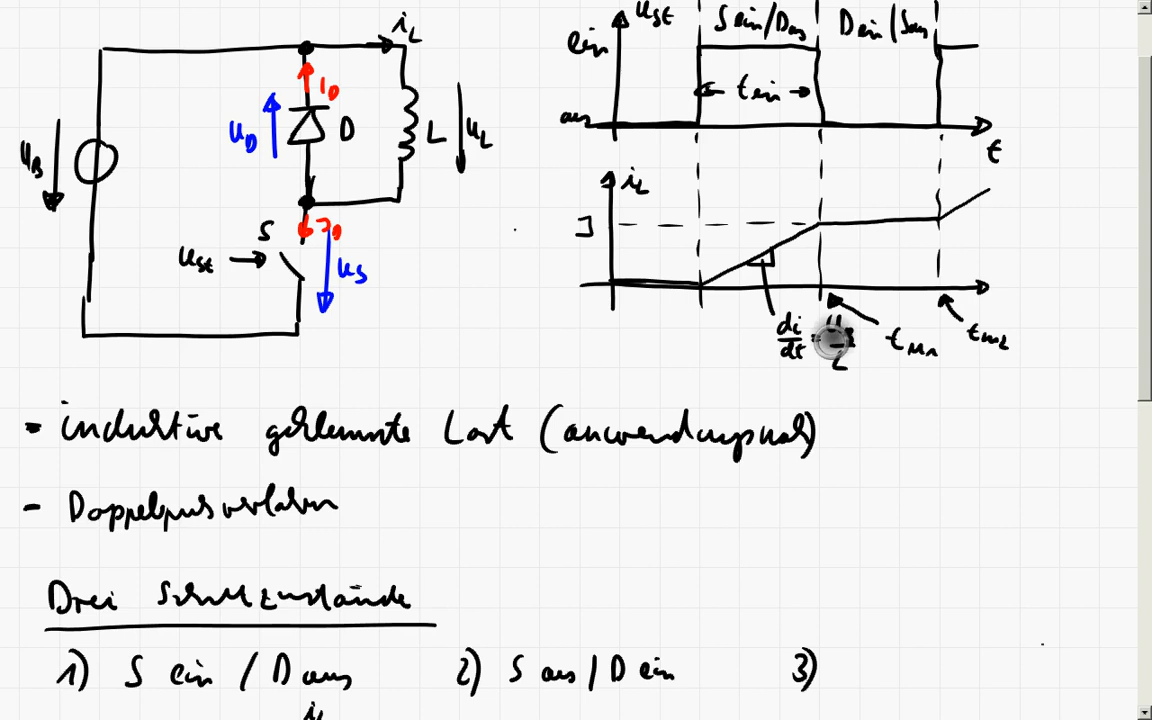 i_L
u_B
u_D
i_D
D
L
u_L
S
u_St
u_S
u_St
S ein/D aus
D ein/S aus
ein
t_ein
aus
t
i_L
I
di/dt =
L
- induktive geklemmte Last (anwendungsnah)
- Doppelpulsverfahren
Drei Schaltzustände
1) S ein / D aus
2) S aus / D ein
3)
i_L